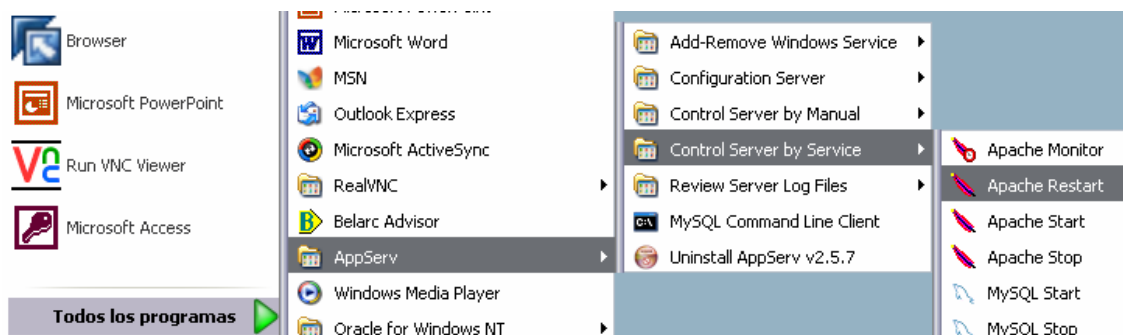 Browser
Microsoft PowerPoint
Run VNC Viewer
Microsoft Access
Todos los programas
Microsoft PowerPoint
Microsoft Word
MSN
Outlook Express
Microsoft ActiveSync
RealVNC
Belarc Advisor
AppServ
Windows Media Player
Oracle for Windows NT
Add-Remove Windows Service
Configuration Server
Control Server by Manual
Control Server by Service
Review Server Log Files
MySQL Command Line Client
Uninstall AppServ v2.5.7
Apache Monitor
Apache Restart
Apache Start
Apache Stop
MySQL Start
MySQL Stop